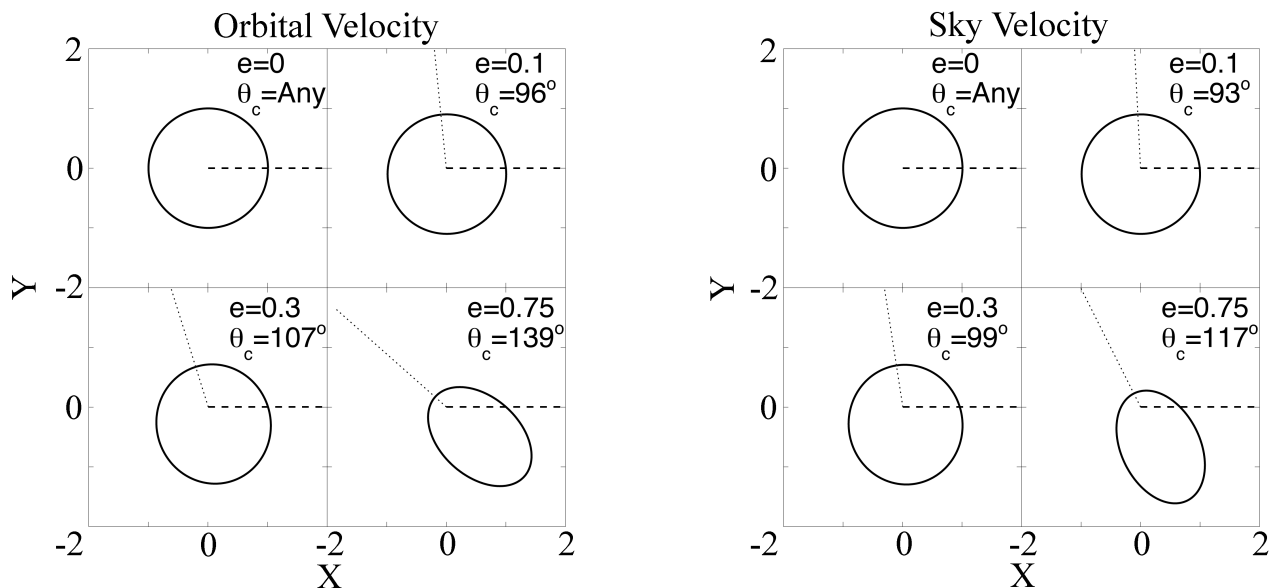 Orbital Velocity
2
e=0
θc=Any
e=0.1
θc=96°
0
Y
-2
e=0.3
θc=107°
e=0.75
θc=139°
0
-2
0
-2
0
2
X
Sky Velocity
2
e=0
θc=Any
e=0.1
θc=93°
0
Y
-2
e=0.3
θc=99°
e=0.75
θc=117°
0
-2
0
-2
0
2
X